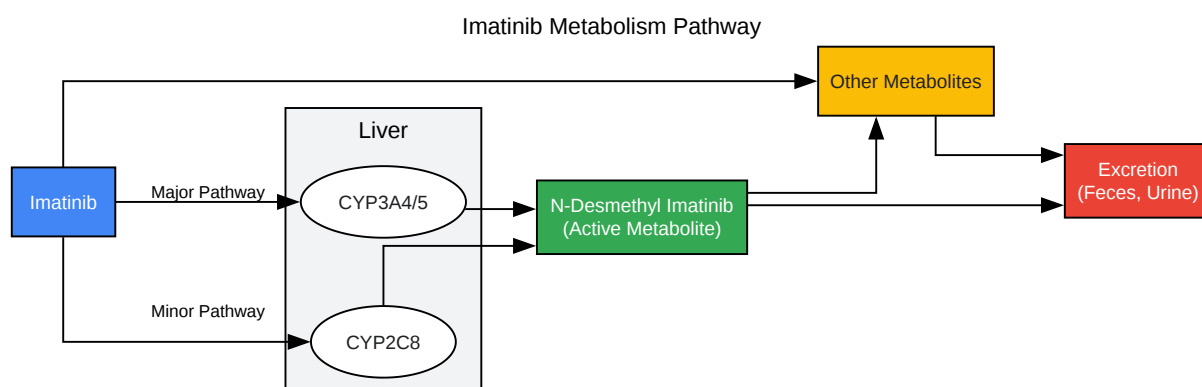 Imatinib Metabolism Pathway
Other Metabolites
Liver
Imatinib
Major Pathway
CYP3A4/5
N-Desmethyl Imatinib
(Active Metabolite)
Excretion
(Feces, Urine)
Minor Pathway
CYP2C8